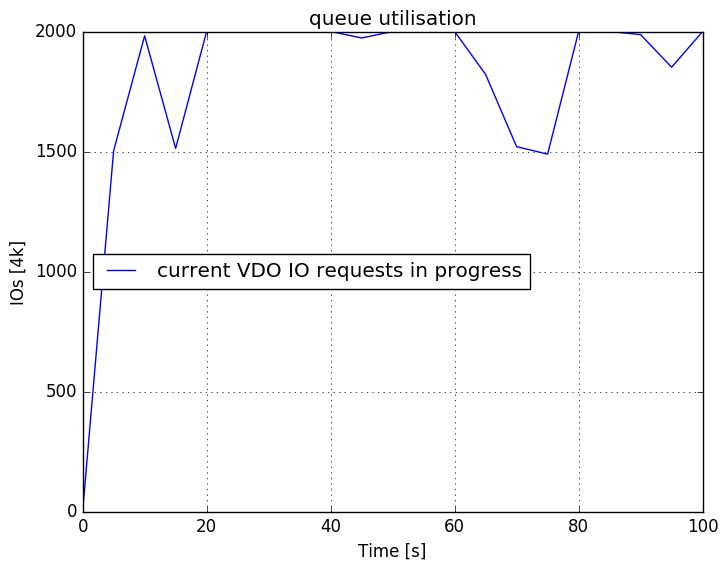 queue utilisation
2000
1500
1000
500
0
IOs [4k]
current VDO IO requests in progress
0 20 40 60 80 100
Time [s]